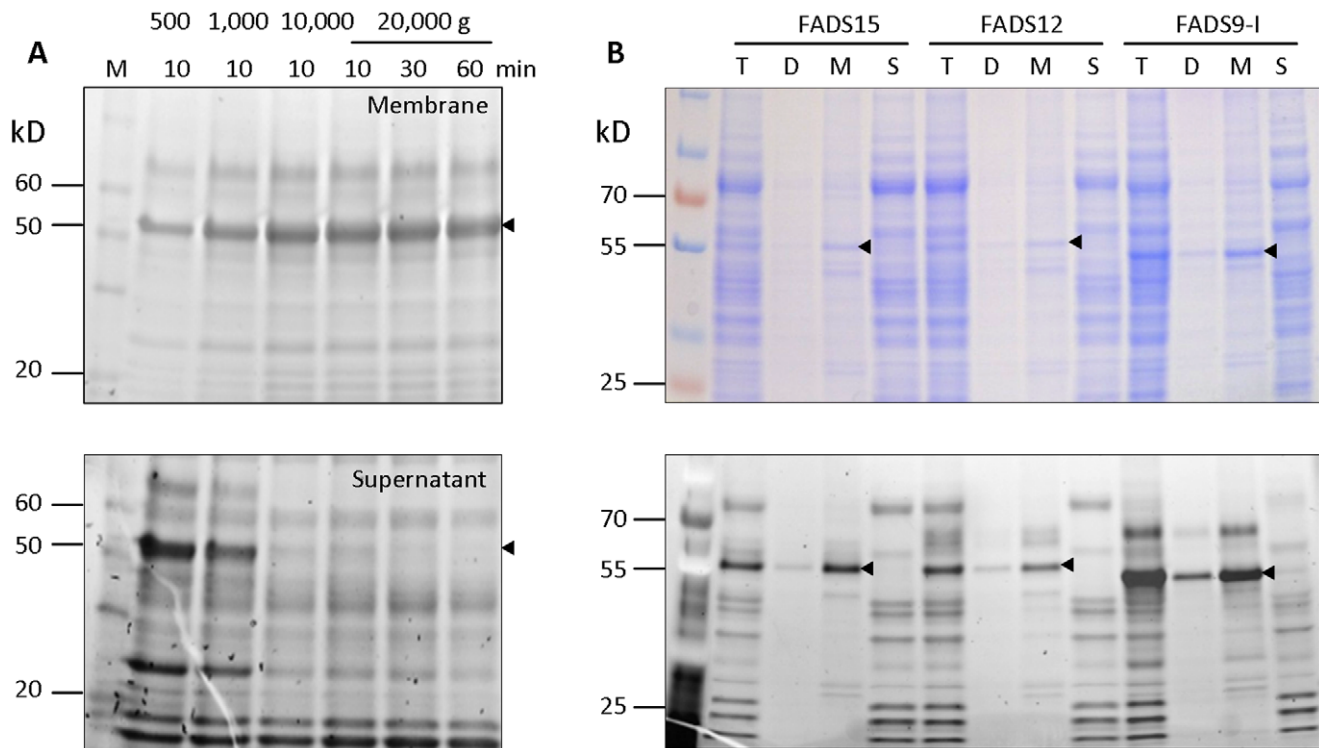 A
500 1,000 10,000 20,000 g
M 10 10 10 10 30 60 min
kD
Membrane
60
50
20
Supernatant
60
50
20
B
FADS15 FADS12 FADS9-I
T D M S T D M S T D M S
kD
70
55
25
70
55
25